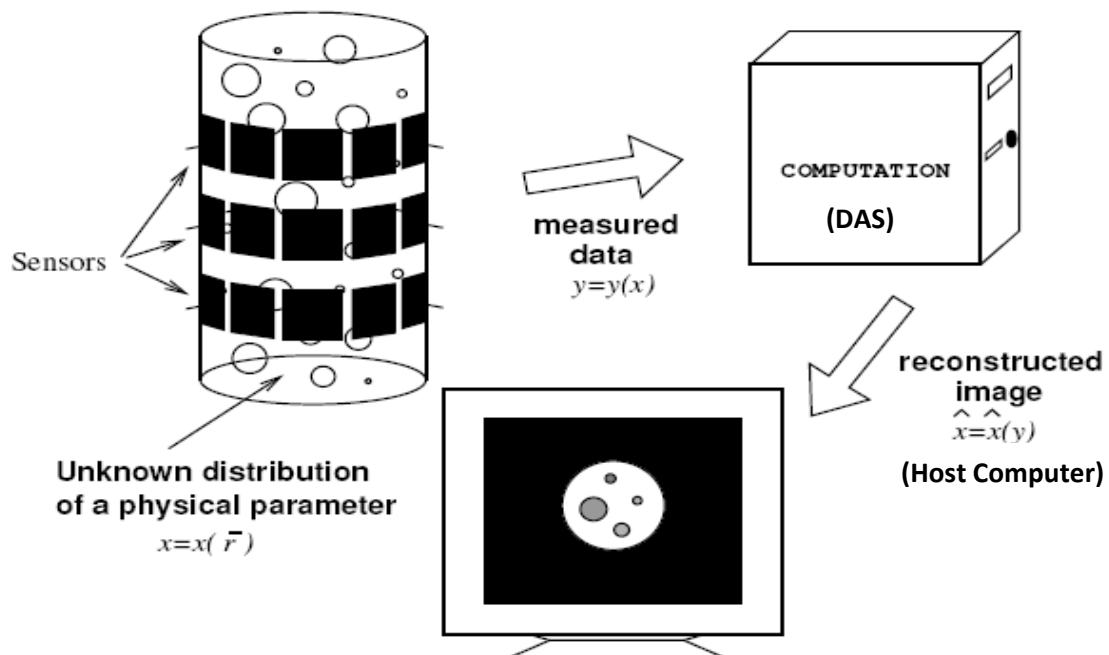 Sensors
measured
data
y=y(x)
COMPUTATION
(DAS)
reconstructed
image
x̂=x̂(y)
(Host Computer)
Unknown distribution
of a physical parameter
x=x( r̄ )